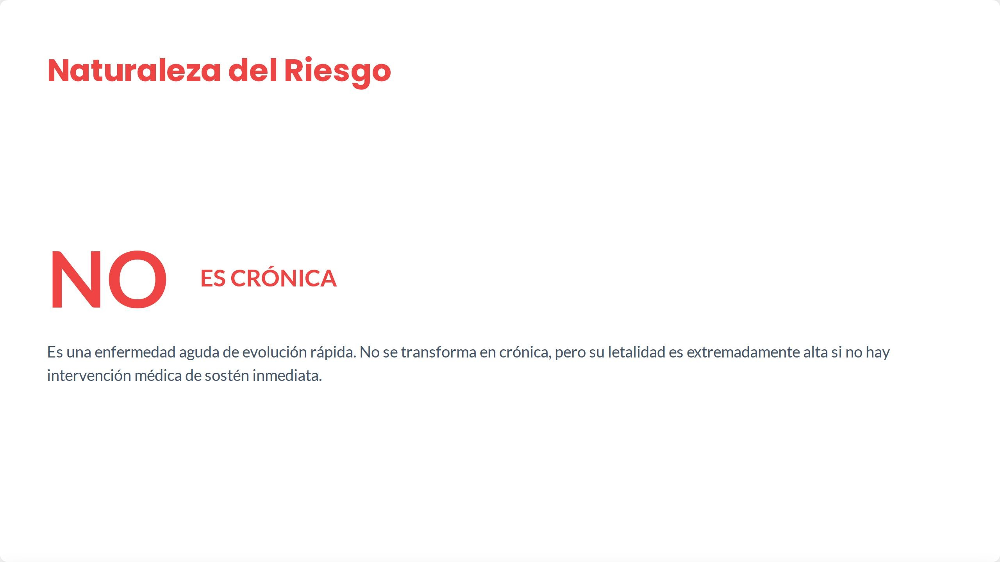 Naturaleza del Riesgo
NO
ES CRÓNICA
Es una enfermedad aguda de evolución rápida. No se transforma en crónica, pero su letalidad es extremadamente alta si no hay
intervención médica de sostén inmediata.